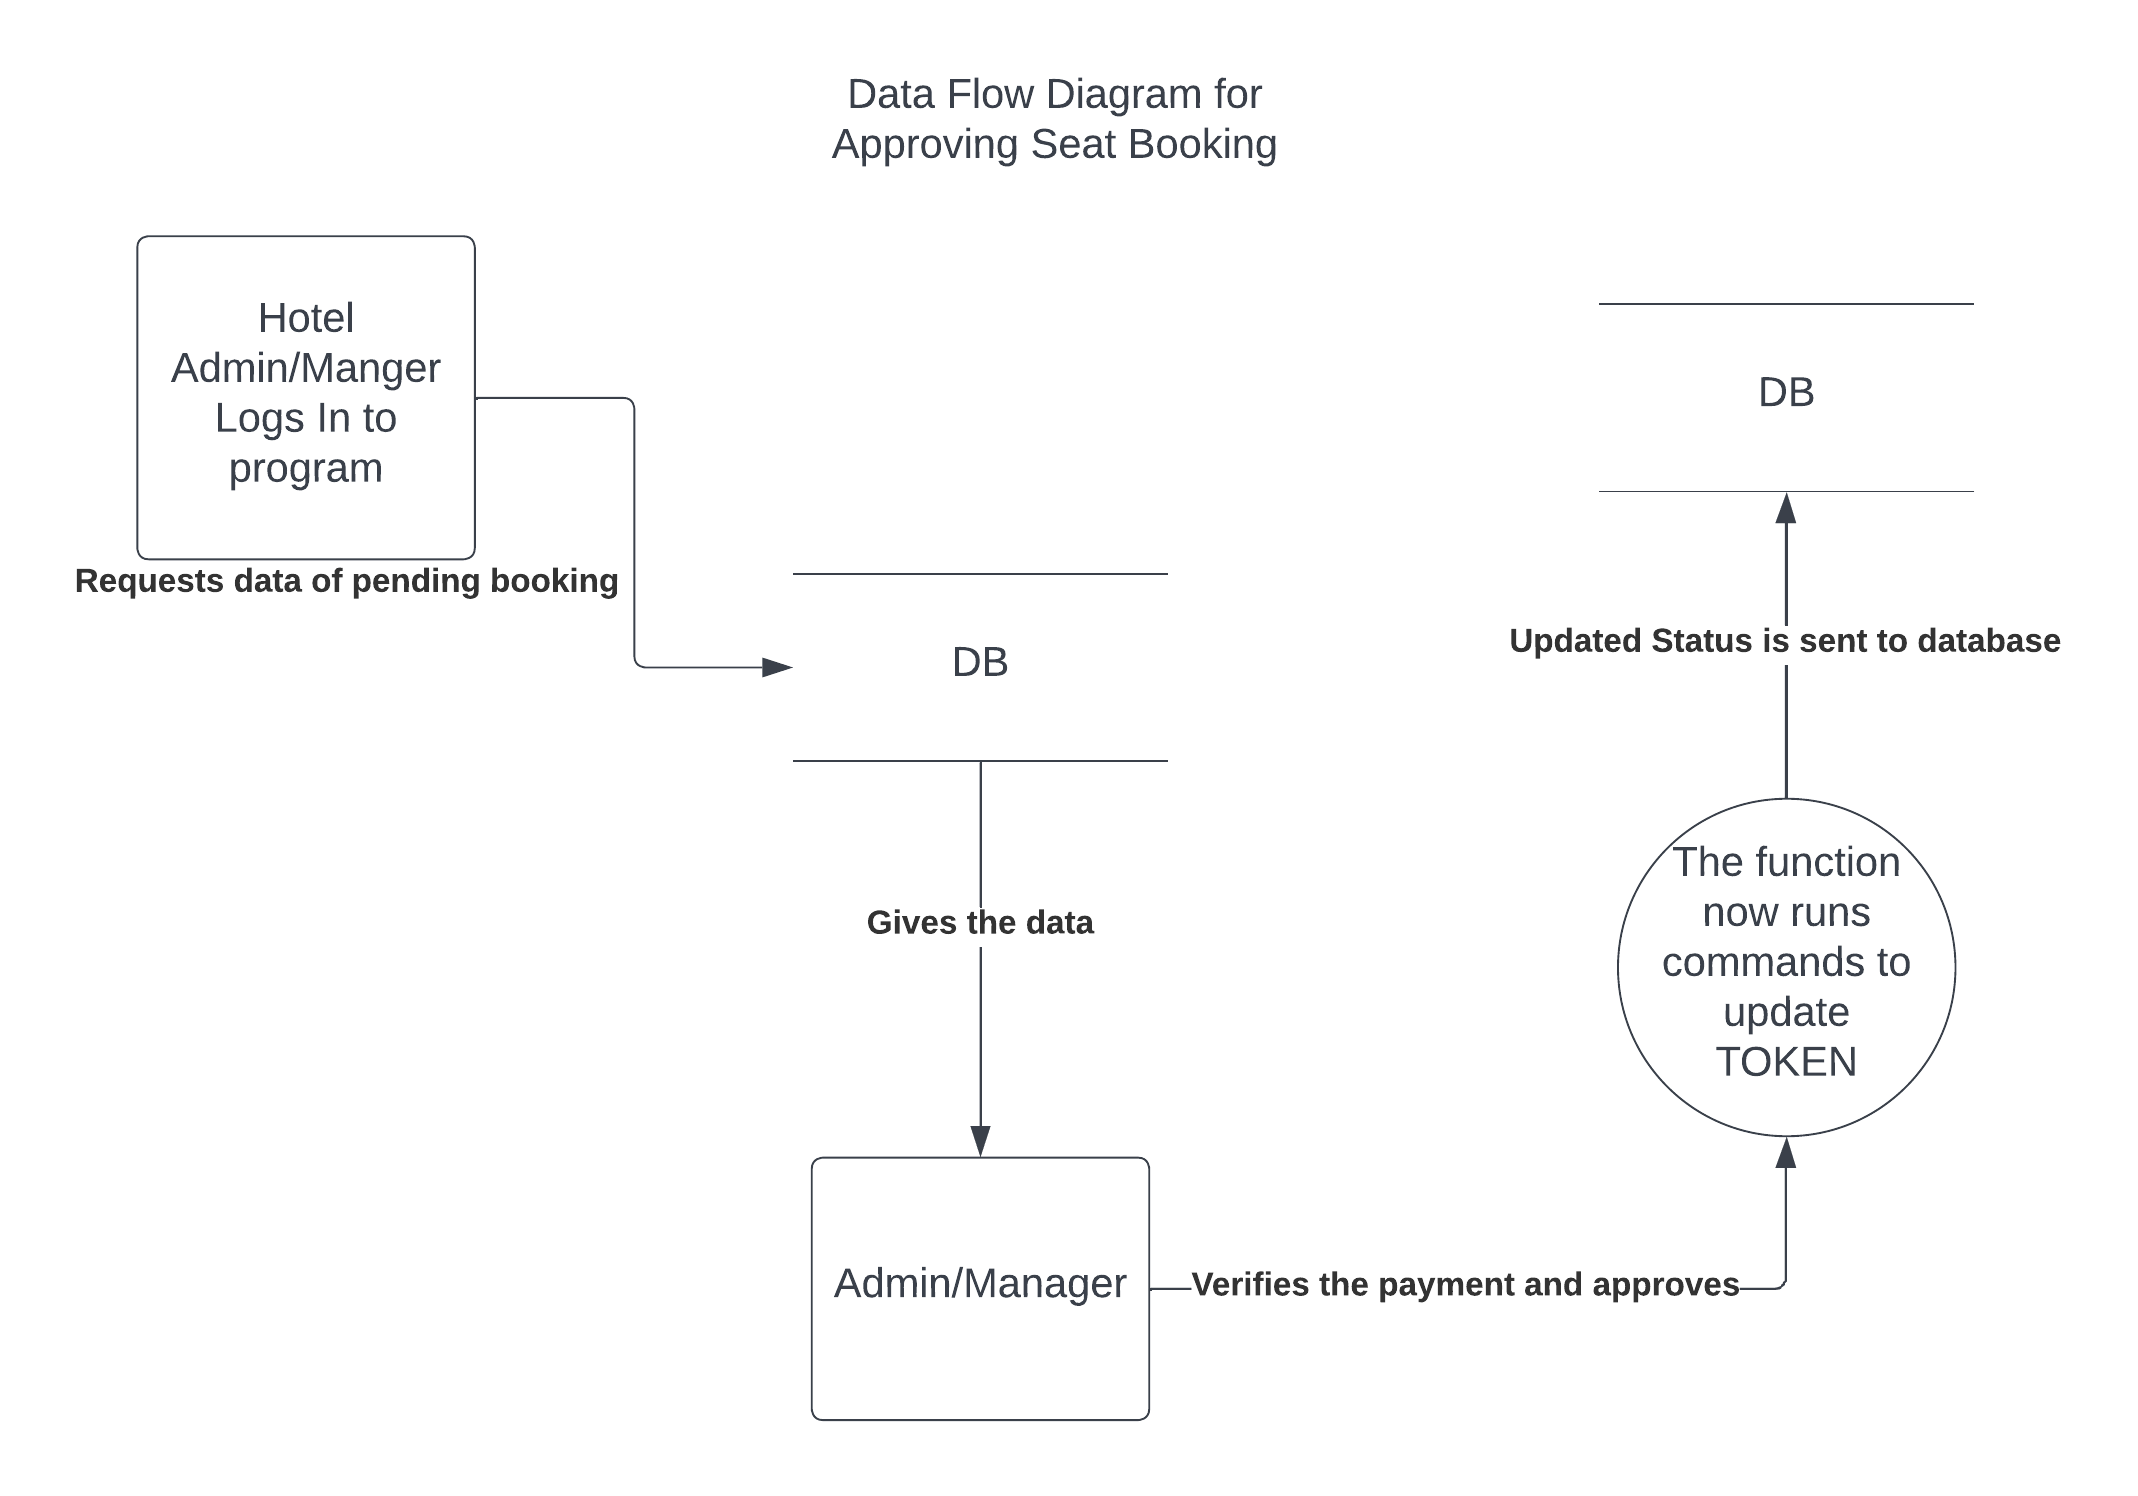 Data Flow Diagram for
Approving Seat Booking
Hotel
Admin/Manger
Logs In to
program
Requests data of pending booking
DB
Gives the data
Admin/Manager
Verifies the payment and approves
The function
now runs
commands to
update
TOKEN
Updated Status is sent to database
DB